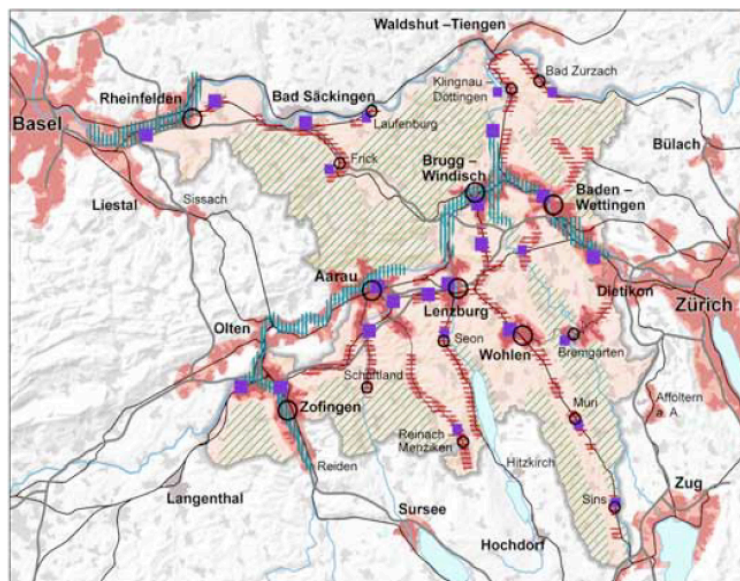 Waldshut –Tiengen
Klingnau -
Döttingen
Bad Zurzach
Rheinfelden
Bad Säckingen
Laufenburg
Basel
Frick
Brugg –
Windisch
Bülach
Baden –
Wettingen
Liestal
Sissach
Aarau
Dietikon
Zürich
Lenzburg
Olten
Seon
Wohlen
Bremgarten
Schöftland
Zofingen
Muri
Affoltern
a. A
Reinach
Menziken
Reiden
Hitzkirch
Langenthal
Sins
Zug
Sursee
Hochdorf